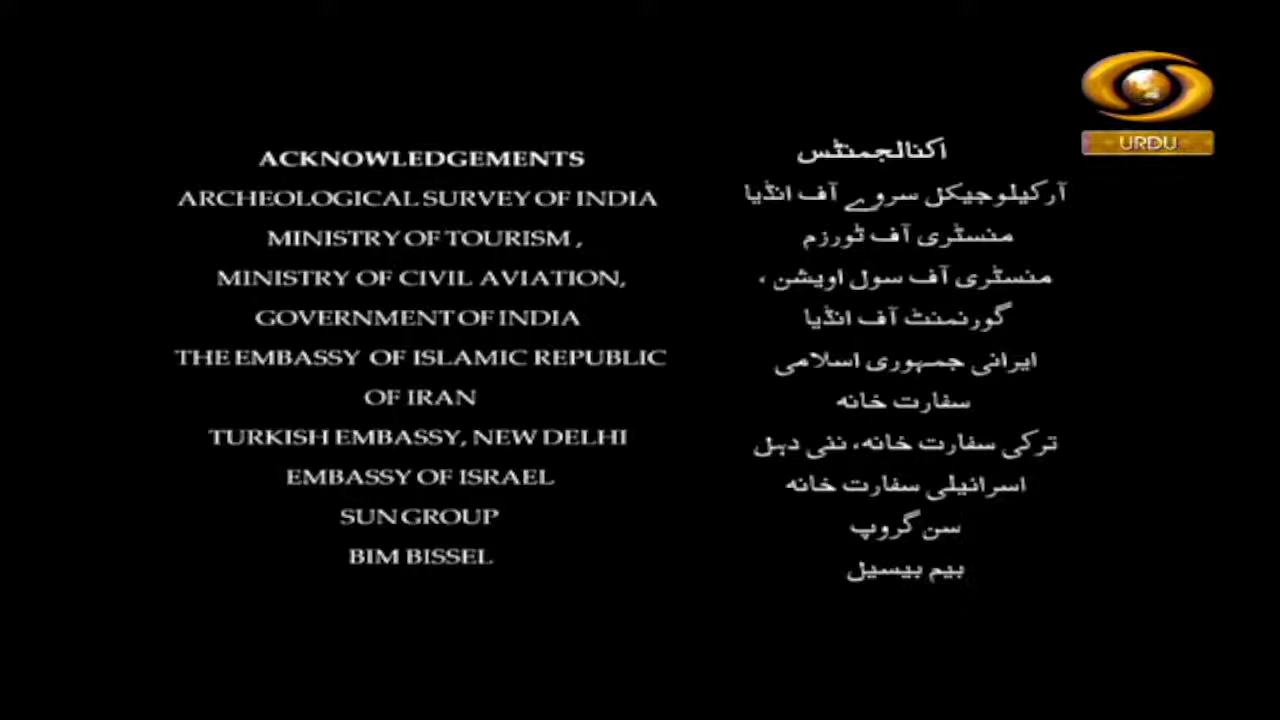 URDU
ACKNOWLEDGEMENTS
ARCHEOLOGICAL SURVEY OF INDIA
MINISTRY OF TOURISM ,
MINISTRY OF CIVIL AVIATION,
GOVERNMENT OF INDIA
THE EMBASSY OF ISLAMIC REPUBLIC
OF IRAN
TURKISH EMBASSY, NEW DELHI
EMBASSY OF ISRAEL
SUN GROUP
BIM BISSEL
اکنالجمنٹس
آرکیلوجیکل سروے آف انڈیا
منسٹری آف ٹورزم
منسٹری آف سول اویشن ،
گورنمنٹ آف انڈیا
ایرانی جمہوری اسلامی
سفارت خانہ
ترکی سفارت خانہ، نئی دہل
اسرائیلی سفارت خانہ
سن گروپ
بیم بیسیل